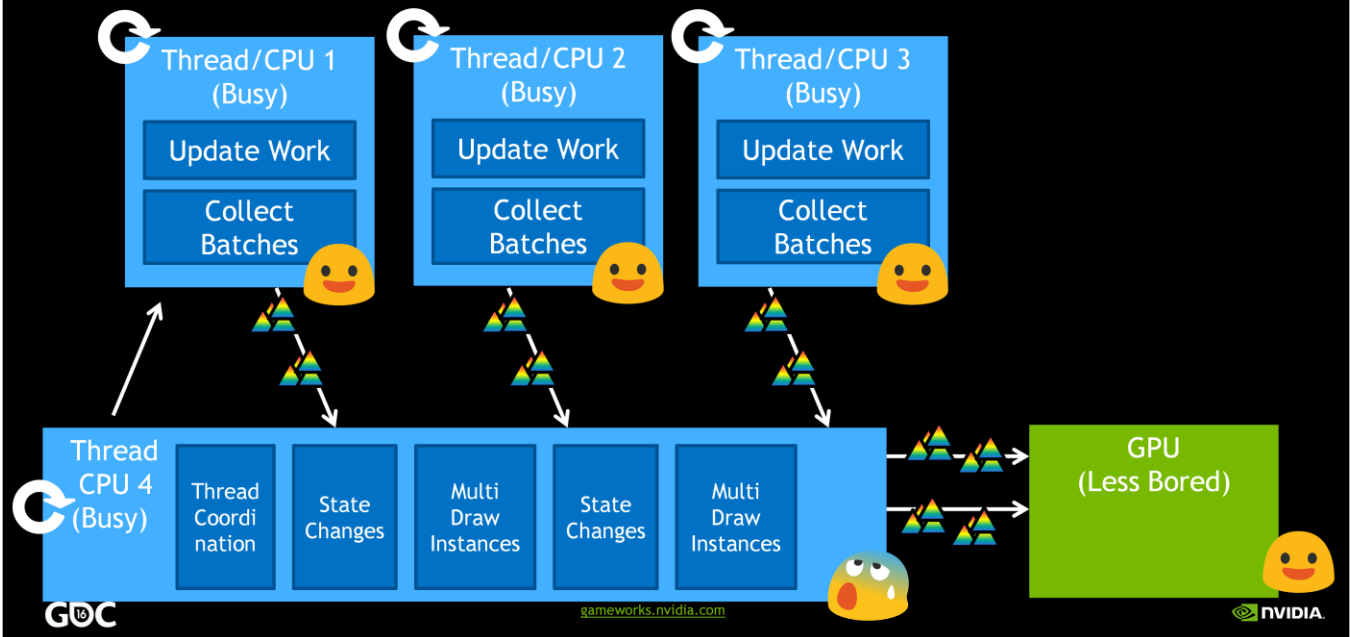 Thread/CPU 1
(Busy)
Update Work
Collect
Batches
Thread/CPU 2
(Busy)
Update Work
Collect
Batches
Thread/CPU 3
(Busy)
Update Work
Collect
Batches
Thread
CPU 4
(Busy)
Thread
Coordi
nation
State
Changes
Multi
Draw
Instances
State
Changes
Multi
Draw
Instances
GPU
(Less Bored)
GDC
16
gameworks.nvidia.com
NVIDIA.